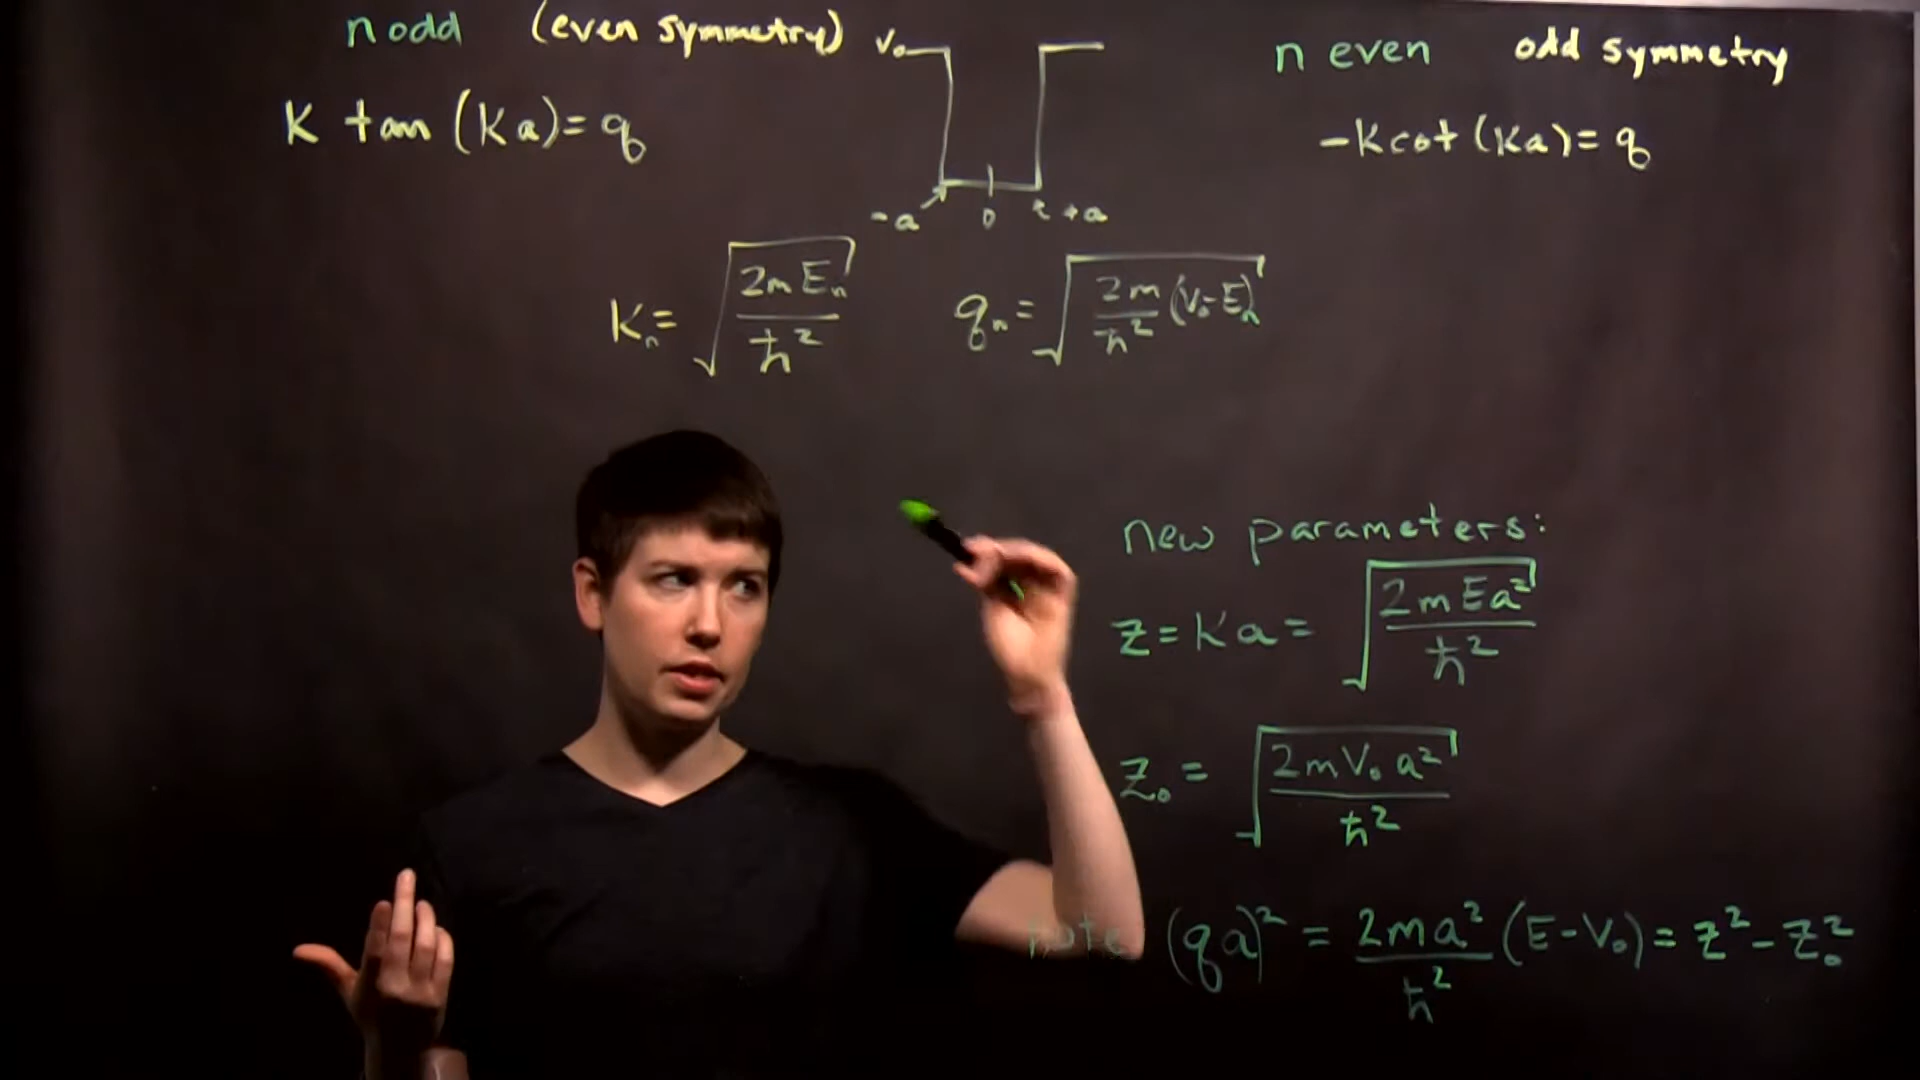 n odd (even symmetry)
K tan (Ka) = q
V₀
-a 0 +a
n even odd symmetry
-K cot (Ka) = q
Kₙ = √(2mEₙ/ħ²)
qₙ = √(2m/ħ² (V₀-Eₙ))
new parameters:
z = Ka = √(2mEa²/ħ²)
z₀ = √(2mV₀a²/ħ²)
note (qa)² = 2ma²/ħ² (E-V₀) = z² - z₀²